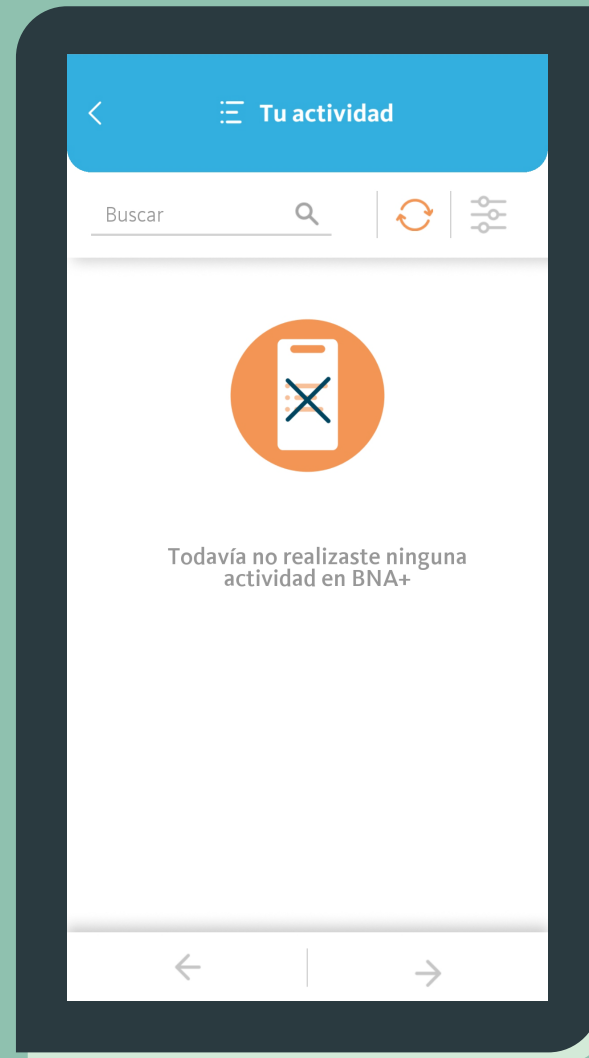 Tu actividad
Buscar
Todavía no realizaste ninguna
actividad en BNA+